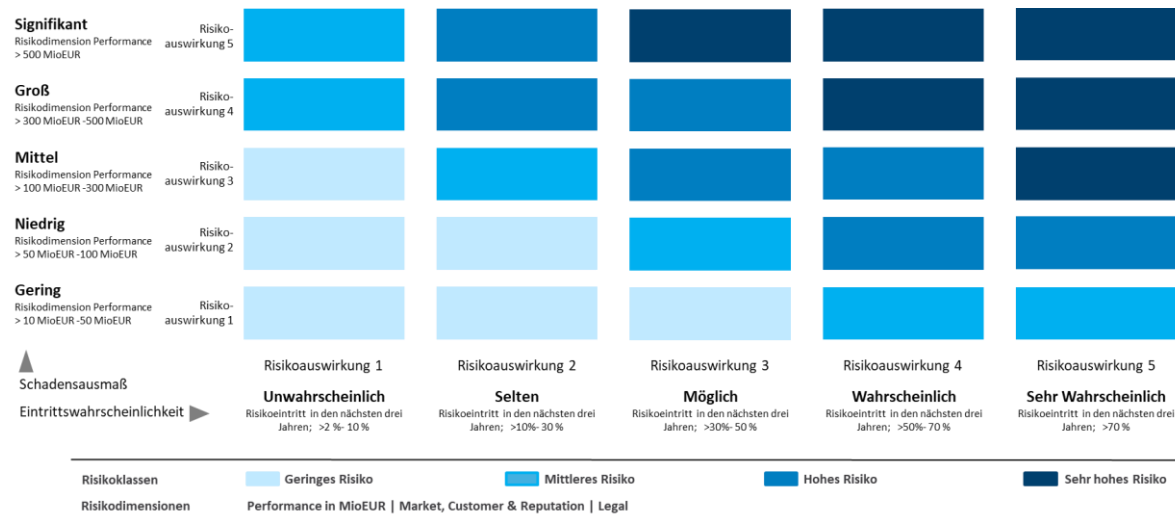 Signifikant
Risikodimension Performance
> 500 MioEUR
Risiko-
auswirkung 5
Groß
Risikodimension Performance
> 300 MioEUR -500 MioEUR
Risiko-
auswirkung 4
Mittel
Risikodimension Performance
> 100 MioEUR -300 MioEUR
Risiko-
auswirkung 3
Niedrig
Risikodimension Performance
> 50 MioEUR -100 MioEUR
Risiko-
auswirkung 2
Gering
Risikodimension Performance
> 10 MioEUR -50 MioEUR
Risiko-
auswirkung 1
Schadensausmaß
Eintrittswahrscheinlichkeit
Risikoauswirkung 1
Unwahrscheinlich
Risikoeintritt in den nächsten drei
Jahren; >2 %- 10 %
Risikoauswirkung 2
Selten
Risikoeintritt in den nächsten drei
Jahren; >10%- 30 %
Risikoauswirkung 3
Möglich
Risikoeintritt in den nächsten drei
Jahren; >30%- 50 %
Risikoauswirkung 4
Wahrscheinlich
Risikoeintritt in den nächsten drei
Jahren; >50%- 70 %
Risikoauswirkung 5
Sehr Wahrscheinlich
Risikoeintritt in den nächsten drei
Jahren; >70%
Risikoklassen Geringes Risiko Mittleres Risiko Hohes Risiko Sehr hohes Risiko
Risikodimensionen Performance in MioEUR | Market, Customer & Reputation | Legal